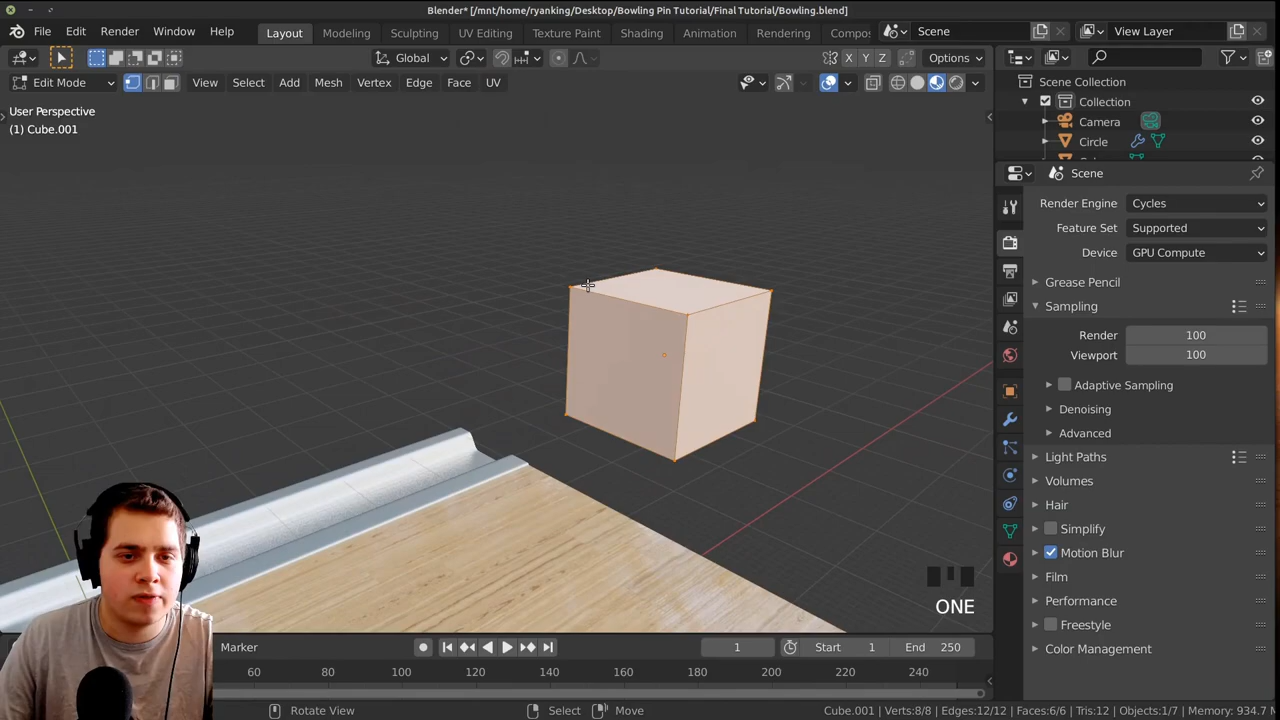 Blender* [/mnt/home/ryanking/Desktop/Bowling Pin Tutorial/Final Tutorial/Bowling.blend]
File Edit Render Window Help Layout Modeling Sculpting UV Editing Texture Paint Shading Animation Rendering Compos Scene View Layer
Global X Y Z Options
Edit Mode View Select Add Mesh Vertex Edge Face UV
User Perspective
(1) Cube.001
Scene Collection
Collection
Camera
Circle
Scene
Render Engine Cycles
Feature Set Supported
Device GPU Compute
Grease Pencil
Sampling
Render 100
Viewport 100
Adaptive Sampling
Denoising
Advanced
Light Paths
Volumes
Hair
Simplify
Motion Blur
Film
Performance
Freestyle
Color Management
ONE
Marker 1 Start 1 End 250
60 80 100 120 140 160 180 200 220 240
Rotate View Select Move Cube.001 | Verts:8/8 | Edges:12/12 | Faces:6/6 | Tris:12 | Objects:1/7 | Memory: 934.7 M